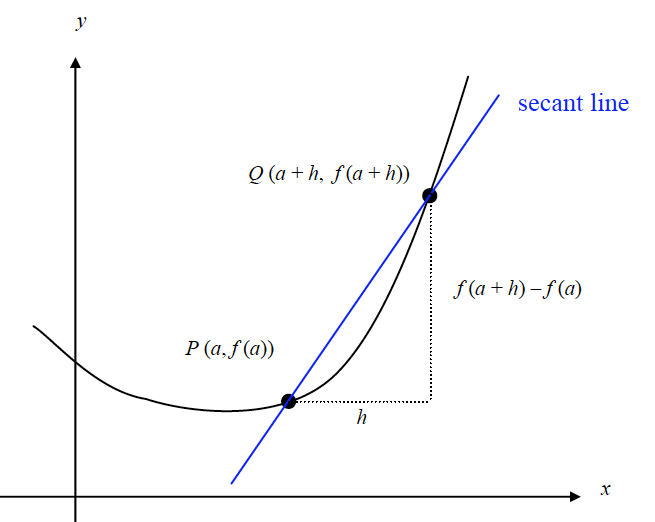 y
secant line
Q (a + h, f (a + h))
f (a + h) – f (a)
P (a, f (a))
h
x